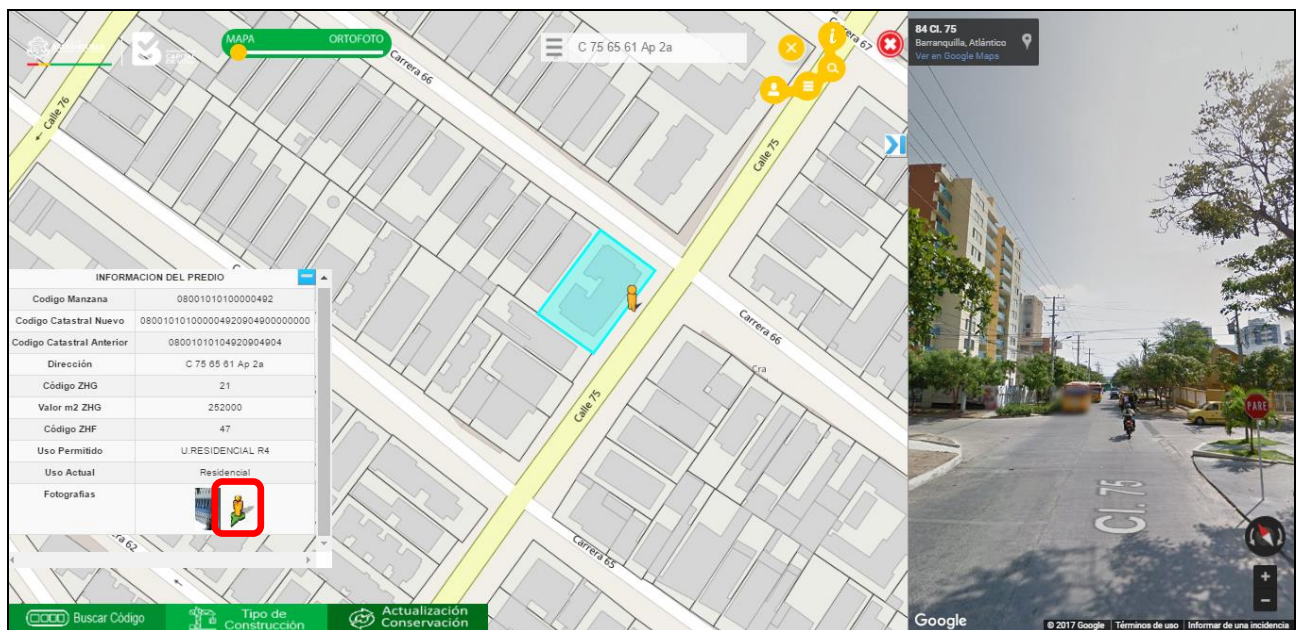 MAPA ORTOFOTO
C 75 65 61 Ap 2a
i
Carrera 67
Carrera 66
Calle 76
Calle 75
INFORMACION DEL PREDIO
Codigo Manzana 08001010100000492
Codigo Catastral Nuevo 080010101000004920904900000000
Codigo Catastral Anterior 08001010104920904904
Dirección C 75 65 61 Ap 2a
Código ZHG 21
Valor m2 ZHG 252000
Código ZHF 47
Uso Permitido U.RESIDENCIAL R4
Uso Actual Residencial
Fotografias
Carrera 66
Cra
Calle 75
Carrera 65
ra 62
Buscar Código
Tipo de
Construcción
Actualización
Conservación
84 Cl. 75
Barranquilla, Atlántico
Ver en Google Maps
PARE
Cl. 75
+
−
Google
© 2017 Google Términos de uso Informar de una incidencia